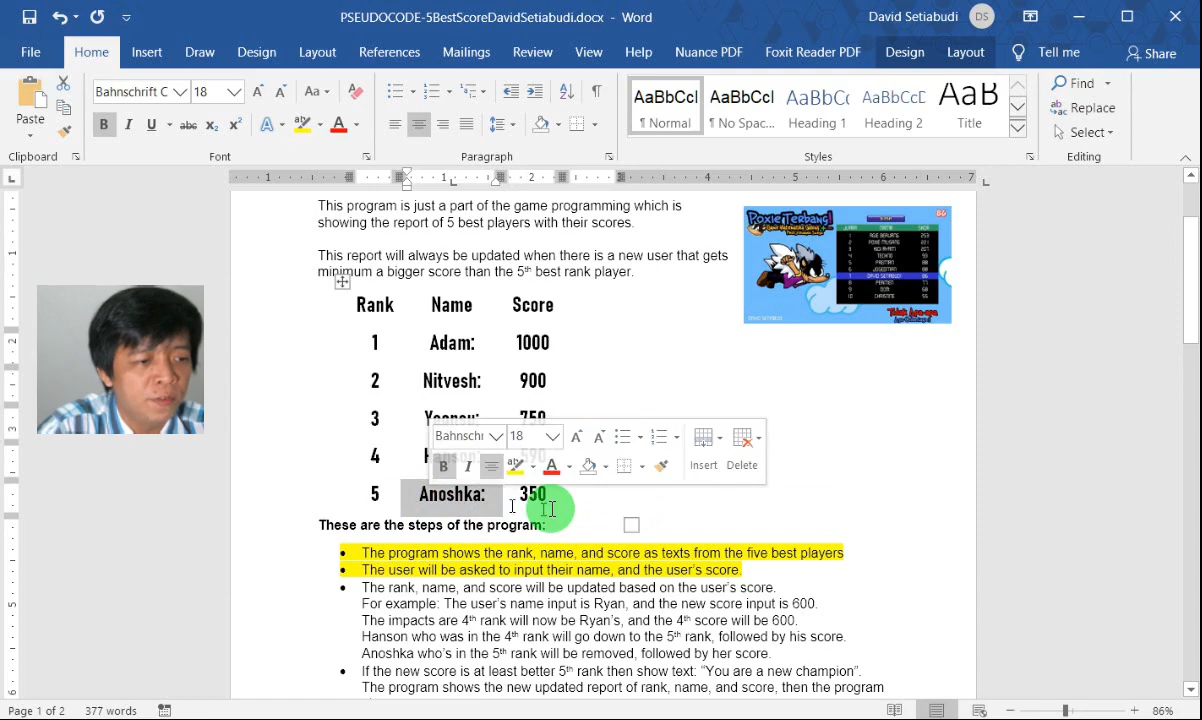 PSEUDOCODE-5BestScoreDavidSetiabudi.docx - Word
David Setiabudi
DS
File Home Insert Draw Design Layout References Mailings Review View Help Nuance PDF Foxit Reader PDF Design Layout Tell me Share
Paste
Bahnschrift C 18
Clipboard Font Paragraph Styles Editing
AaBbCcI AaBbCcI AaBbCc AaBbCcD AaB
¶ Normal ¶ No Spac... Heading 1 Heading 2 Title
Find
Replace
Select
This program is just a part of the game programming which is
showing the report of 5 best players with their scores.
This report will always be updated when there is a new user that gets
minimum a bigger score than the 5th best rank player.
Rank Name Score
1 Adam: 1000
2 Nitvesh: 900
3 750
4
5 Anoshka: 350
Bahnschr 18
Insert Delete
POXIE TERBANG!
DAVID SETIABUDI
These are the steps of the program:
• The program shows the rank, name, and score as texts from the five best players
• The user will be asked to input their name, and the user's score.
• The rank, name, and score will be updated based on the user's score.
For example: The user's name input is Ryan, and the new score input is 600.
The impacts are 4th rank will now be Ryan's, and the 4th score will be 600.
Hanson who was in the 4th rank will go down to the 5th rank, followed by his score.
Anoshka who's in the 5th rank will be removed, followed by her score.
• If the new score is at least better 5th rank then show text: "You are a new champion".
The program shows the new updated report of rank, name, and score, then the program
Page 1 of 2 377 words 86%